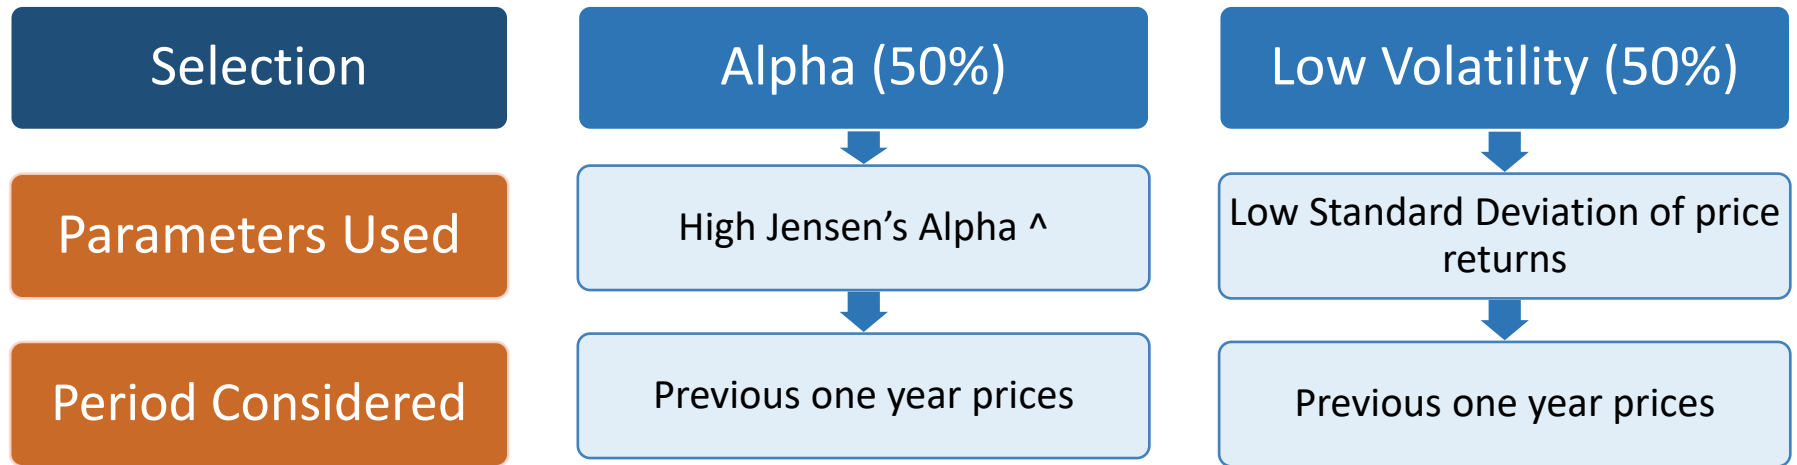 Selection
Alpha (50%)
Low Volatility (50%)
Parameters Used
High Jensen’s Alpha ^
Low Standard Deviation of price
returns
Period Considered
Previous one year prices
Previous one year prices